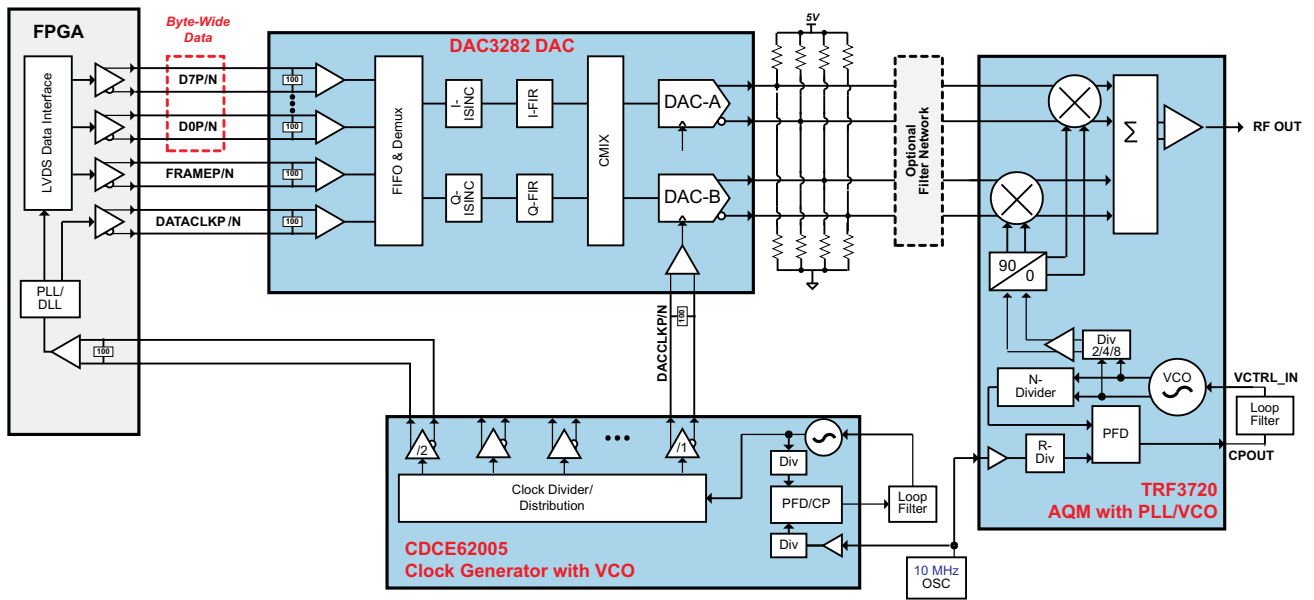 FPGA
Byte-Wide
Data
DAC3282 DAC
5V
LVDS Data Interface
D7P/N
D0P/N
FRAMEP/N
DATACLKP/N
100
100
100
100
FIFO & Demux
I-
ISINC
I-FIR
Q-
ISINC
Q-FIR
CMIX
DAC-A
DAC-B
Optional
Filter Network
Σ
RF OUT
90
0
PLL/
DLL
100
DACCLKP/N
100
Div
2/4/8
N-
Divider
VCO
VCTRL_IN
Loop
Filter
PFD
R-
Div
CPOUT
TRF3720
AQM with PLL/VCO
/2
/1
Clock Divider/
Distribution
Div
PFD/CP
Loop
Filter
Div
CDCE62005
Clock Generator with VCO
10 MHz
OSC